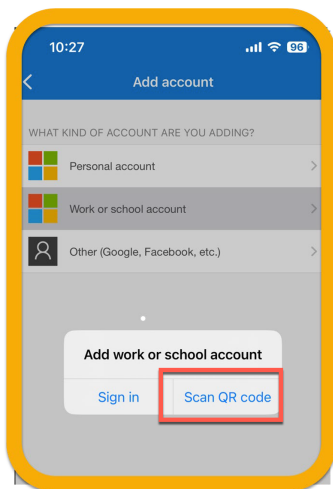 10:27 96
Add account
WHAT KIND OF ACCOUNT ARE YOU ADDING?
Personal account
Work or school account
Other (Google, Facebook, etc.)
Add work or school account
Sign in Scan QR code